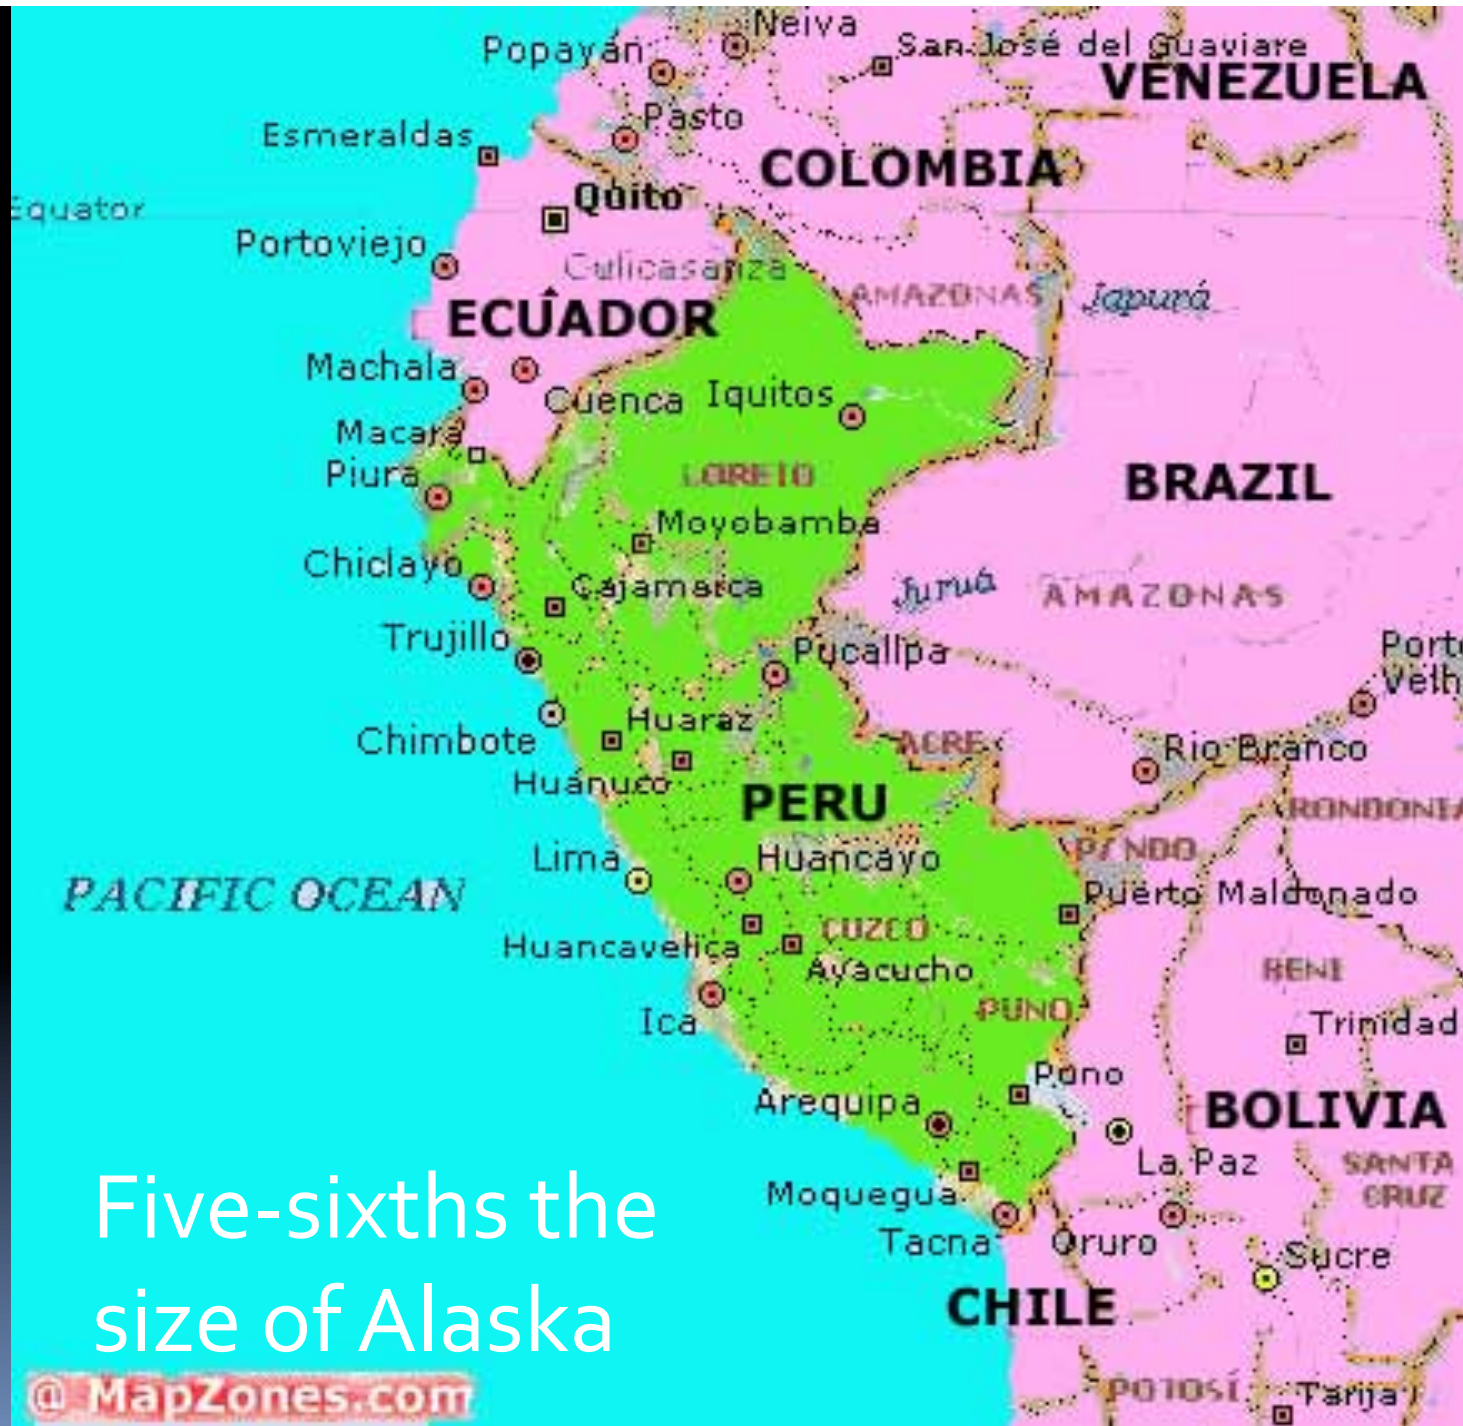 Neiva
Popayán
San José del Guaviare
VENEZUELA
Pasto
Esmeraldas
COLOMBIA
Quito
Equator
Portoviejo
Culicasanza
AMAZONAS
Japurá
ECUADOR
Machala
Cuenca
Iquitos
Macará
Piura
LORETO
BRAZIL
Moyobamba
Chiclayo
Cajamarca
Juruá
AMAZONAS
Trujillo
Pucallpa
Porto
Velh
Huaraz
Chimbote
ACRE
Rio Branco
Huánuco
PERU
RONDONIA
Lima
Huancayo
PANDO
PACIFIC OCEAN
Puerto Maldonado
CUZCO
Huancavelica
Ayacucho
BENI
PUNO
Ica
Trinidad
Puno
Arequipa
BOLIVIA
La Paz
SANTA
CRUZ
Moquegua
Tacna
Oruro
Sucre
CHILE
Five-sixths the
size of Alaska
POTOSÍ
Tarija
@ MapZones.com